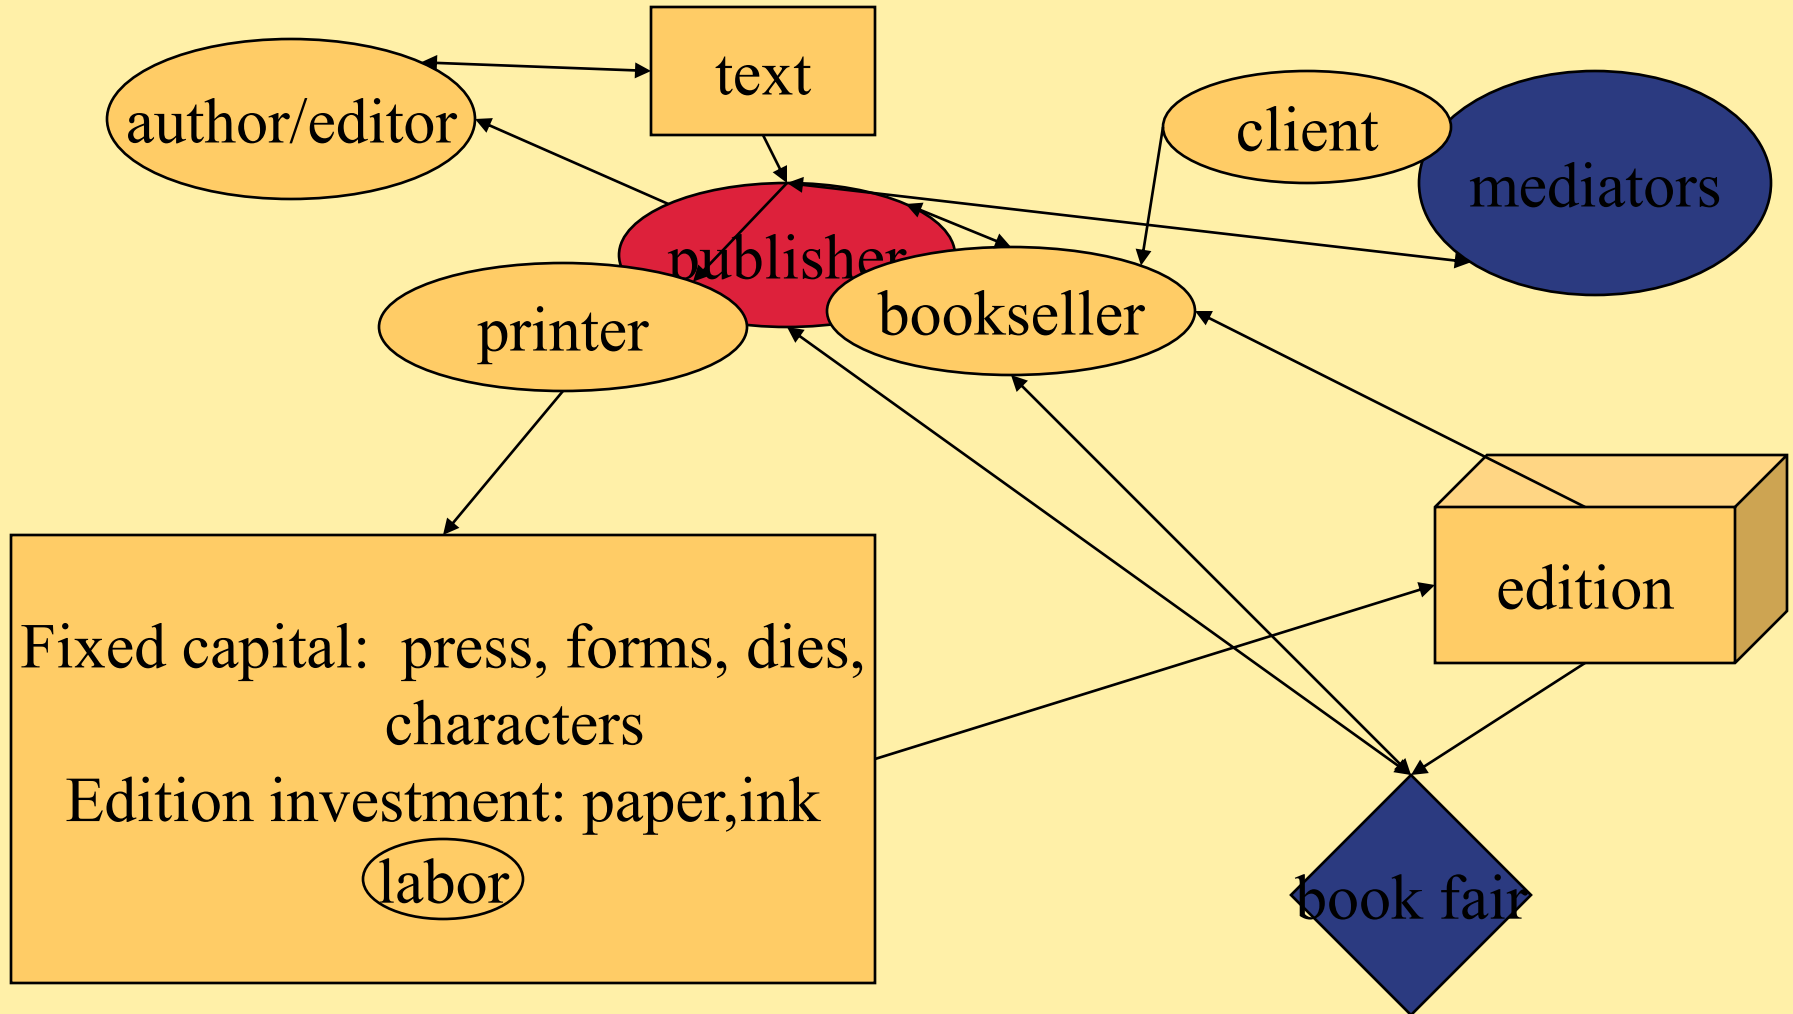 text
author/editor
client
mediators
publisher
bookseller
printer
edition
Fixed capital: press, forms, dies,
characters
Edition investment: paper,ink
labor
book fair